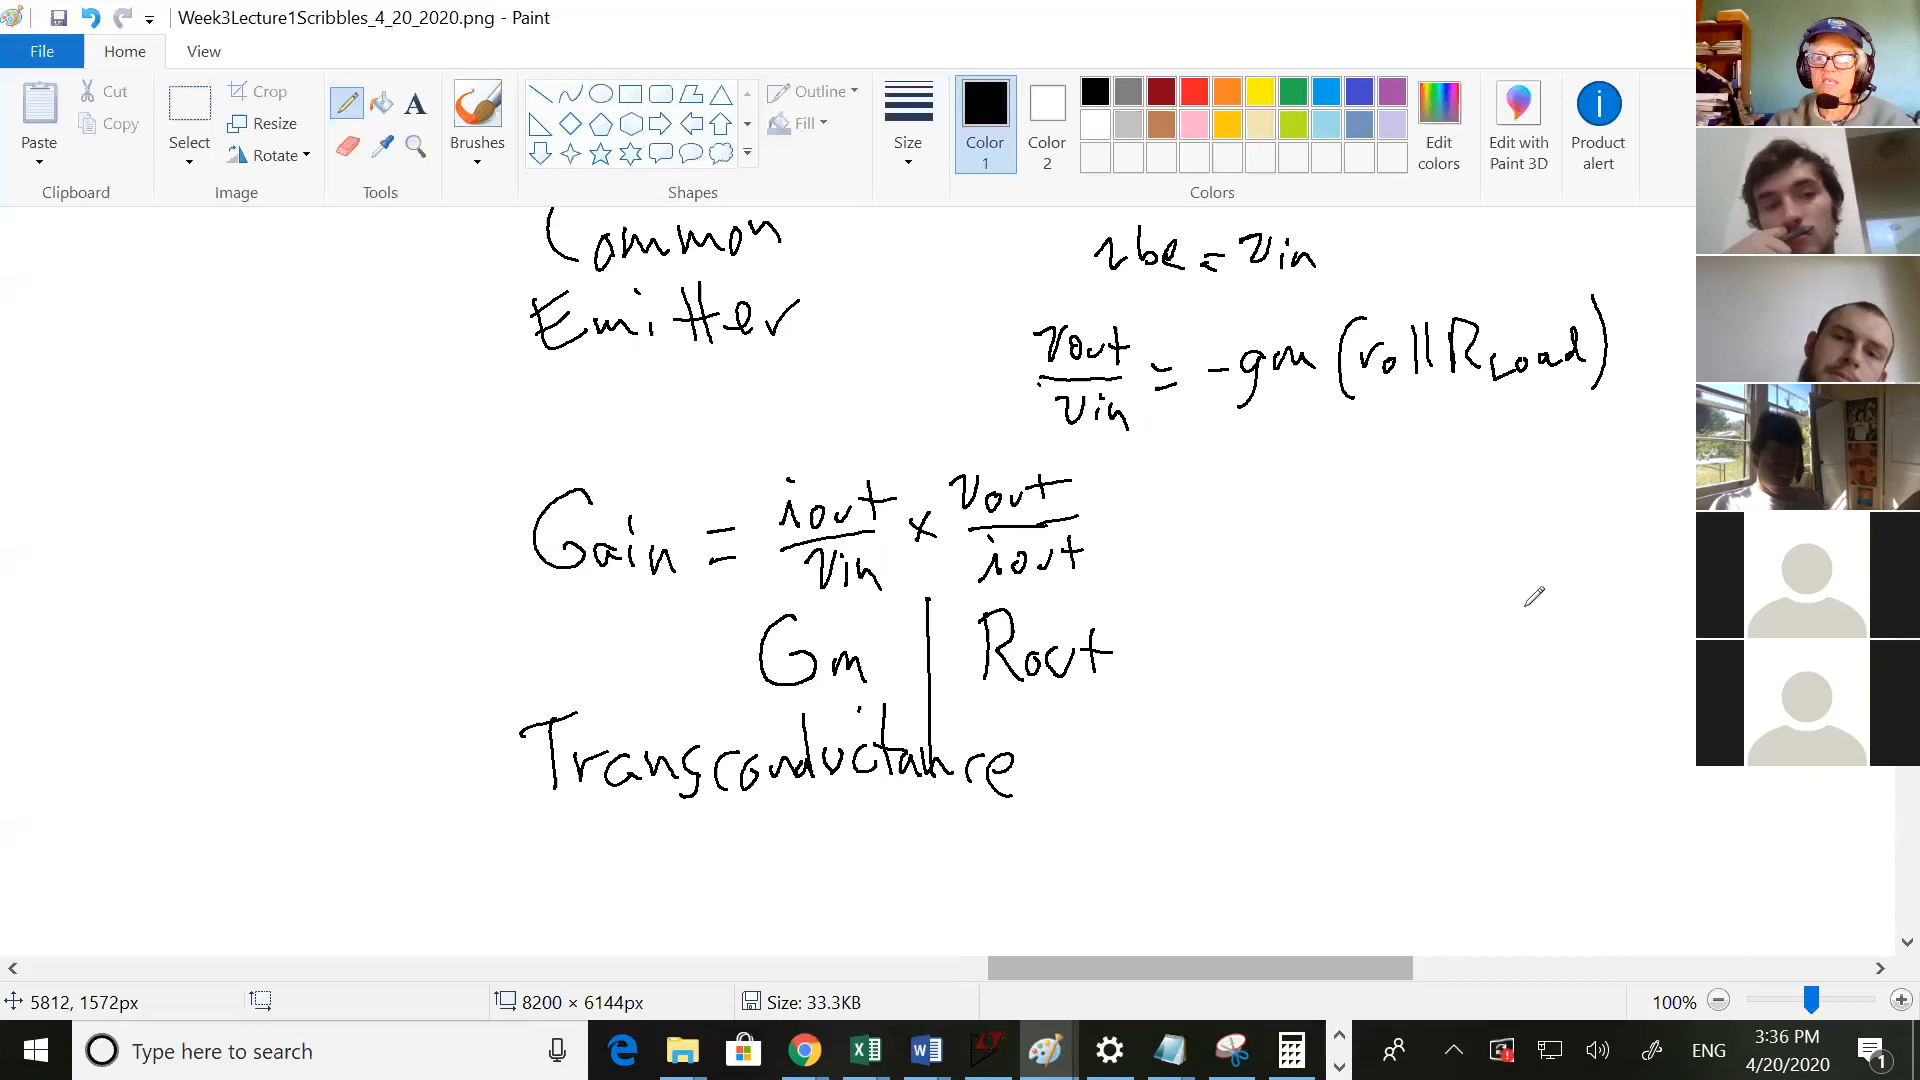 Week3Lecture1Scribbles_4_20_2020.png - Paint
File Home View
Paste
Cut
Copy
Clipboard
Select
Crop
Resize
Rotate
Image
A
Tools
Brushes
Shapes
Outline
Fill
Size
Color 1
Color 2
Colors
Edit colors
Edit with Paint 3D
Product alert
Common
Emitter
vbe = vin
vout/vin = -gm (ro || RLoad)
Gain = iout/vin x vout/iout
Gm | Rout
Transconductance
5812, 1572px
8200 × 6144px
Size: 33.3KB
100%
Type here to search
ENG
3:36 PM
4/20/2020
1